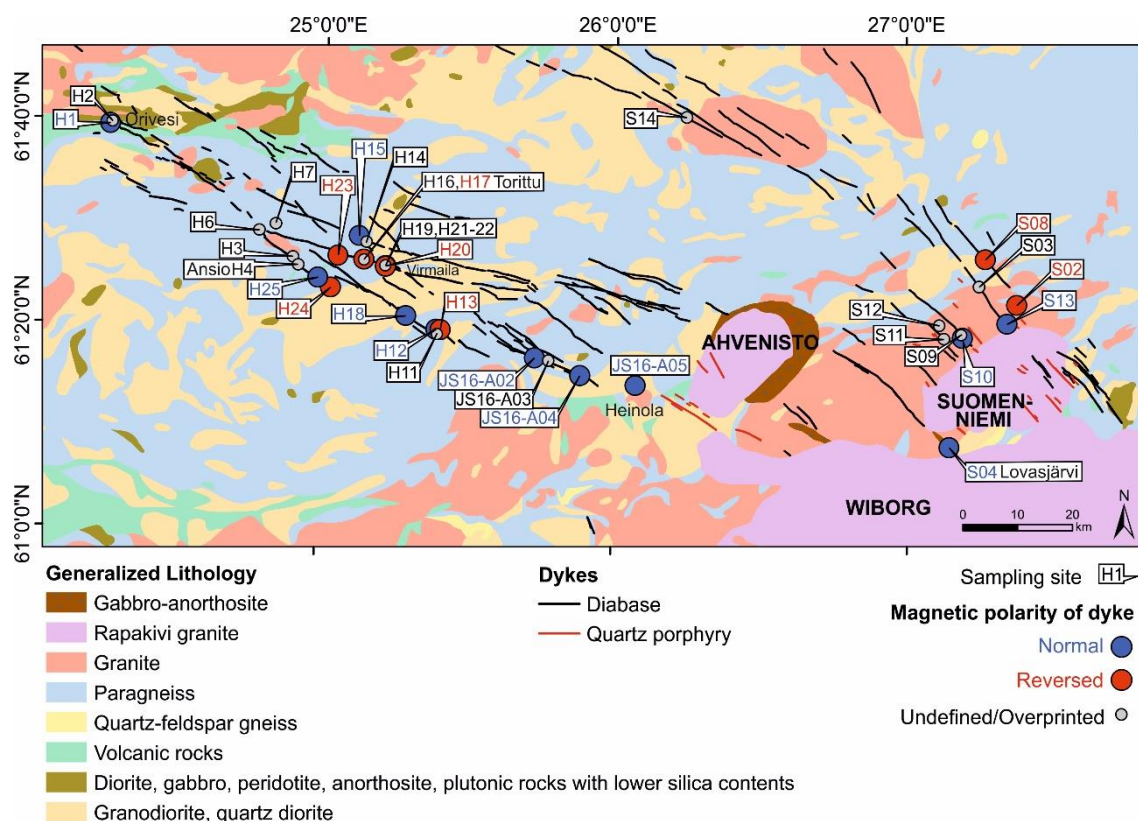 25°0'0"E
26°0'0"E
27°0'0"E
61°40'0"N
61°20'0"N
61°0'0"N
H2
H1
Orivesi
H7
H6
H3
Ansio H4
H25
H24
H23
H15
H14
H16, H17 Torittu
H19, H21-22
H20
Virmaila
H18
H13
H12
H11
JS16-A02
JS16-A03
JS16-A04
JS16-A05
Heinola
AHVENISTO
S14
S08
S03
S02
S13
S12
S11
S09
S10
SUOMEN-
NIEMI
S04 Lovasjärvi
WIBORG
N
0 10 20
km
Generalized Lithology
Gabbro-anorthosite
Rapakivi granite
Granite
Paragneiss
Quartz-feldspar gneiss
Volcanic rocks
Diorite, gabbro, peridotite, anorthosite, plutonic rocks with lower silica contents
Granodiorite, quartz diorite
Dykes
Diabase
Quartz porphyry
Sampling site H1
Magnetic polarity of dyke
Normal
Reversed
Undefined/Overprinted